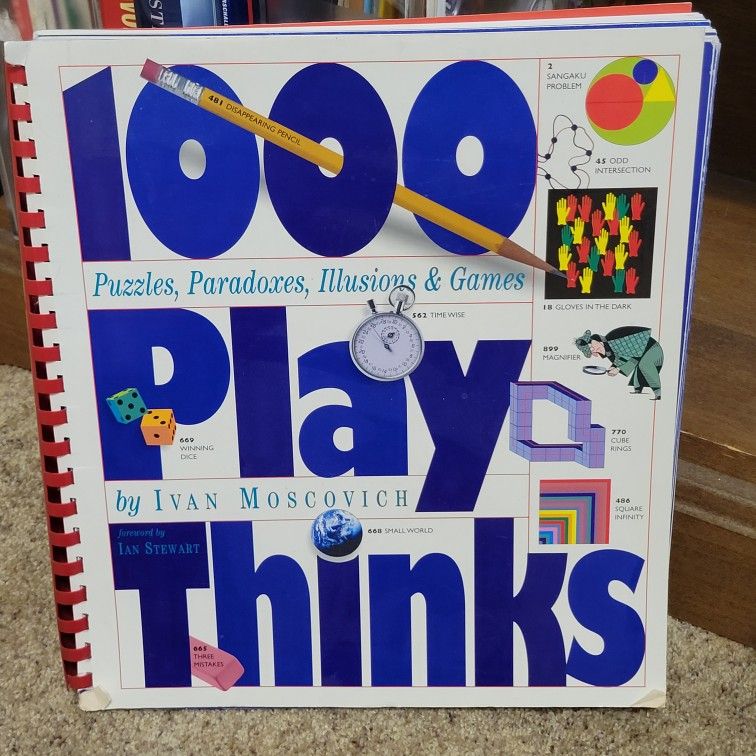 1000
481 DISAPPEARING PENCIL
2
SANGAKU
PROBLEM
45 ODD
INTERSECTION
Puzzles, Paradoxes, Illusions & Games
18 GLOVES IN THE DARK
562 TIME WISE
Play
899
MAGNIFIER
669
WINNING
DICE
770
CUBE
RINGS
by IVAN MOSCOVICH
486
SQUARE
INFINITY
foreword by
IAN STEWART
668 SMALL WORLD
Thinks
665
THREE
MISTAKES